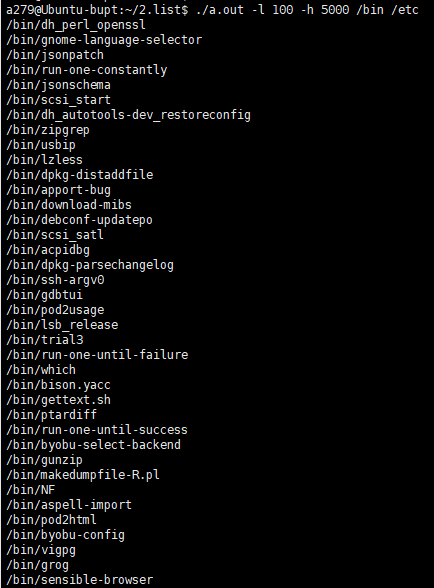 a279@Ubuntu-bupt:~/2.list$ ./a.out -l 100 -h 5000 /bin /etc
/bin/dh_perl_openssl
/bin/gnome-language-selector
/bin/jsonpatch
/bin/run-one-constantly
/bin/jsonschema
/bin/scsi_start
/bin/dh_autotools-dev_restoreconfig
/bin/zipgrep
/bin/usbip
/bin/lzless
/bin/dpkg-distaddfile
/bin/apport-bug
/bin/download-mibs
/bin/debconf-updatepo
/bin/scsi_satl
/bin/acpidbg
/bin/dpkg-parsechangelog
/bin/ssh-argv0
/bin/gdbtui
/bin/pod2usage
/bin/lsb_release
/bin/trial3
/bin/run-one-until-failure
/bin/which
/bin/bison.yacc
/bin/gettext.sh
/bin/ptardiff
/bin/run-one-until-success
/bin/byobu-select-backend
/bin/gunzip
/bin/makedumpfile-R.pl
/bin/NF
/bin/aspell-import
/bin/pod2html
/bin/byobu-config
/bin/vigpg
/bin/grog
/bin/sensible-browser